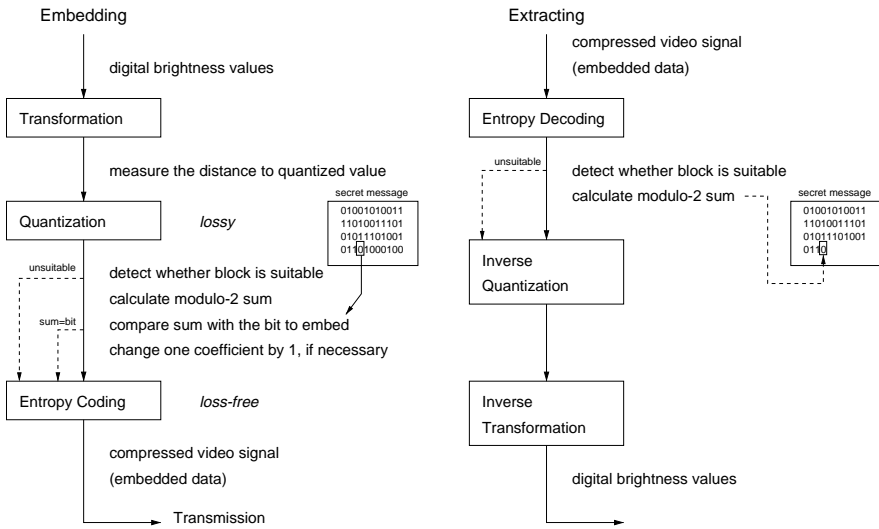 Embedding
digital brightness values
Transformation
measure the distance to quantized value
Quantization
lossy
secret message
01001010011
11010011101
01011101001
01101000100
unsuitable
detect whether block is suitable
calculate modulo-2 sum
sum=bit
compare sum with the bit to embed
change one coefficient by 1, if necessary
Entropy Coding
loss-free
compressed video signal
(embedded data)
Transmission
Extracting
compressed video signal
(embedded data)
Entropy Decoding
unsuitable
detect whether block is suitable
calculate modulo-2 sum
secret message
01001010011
11010011101
01011101001
0110
Inverse
Quantization
Inverse
Transformation
digital brightness values